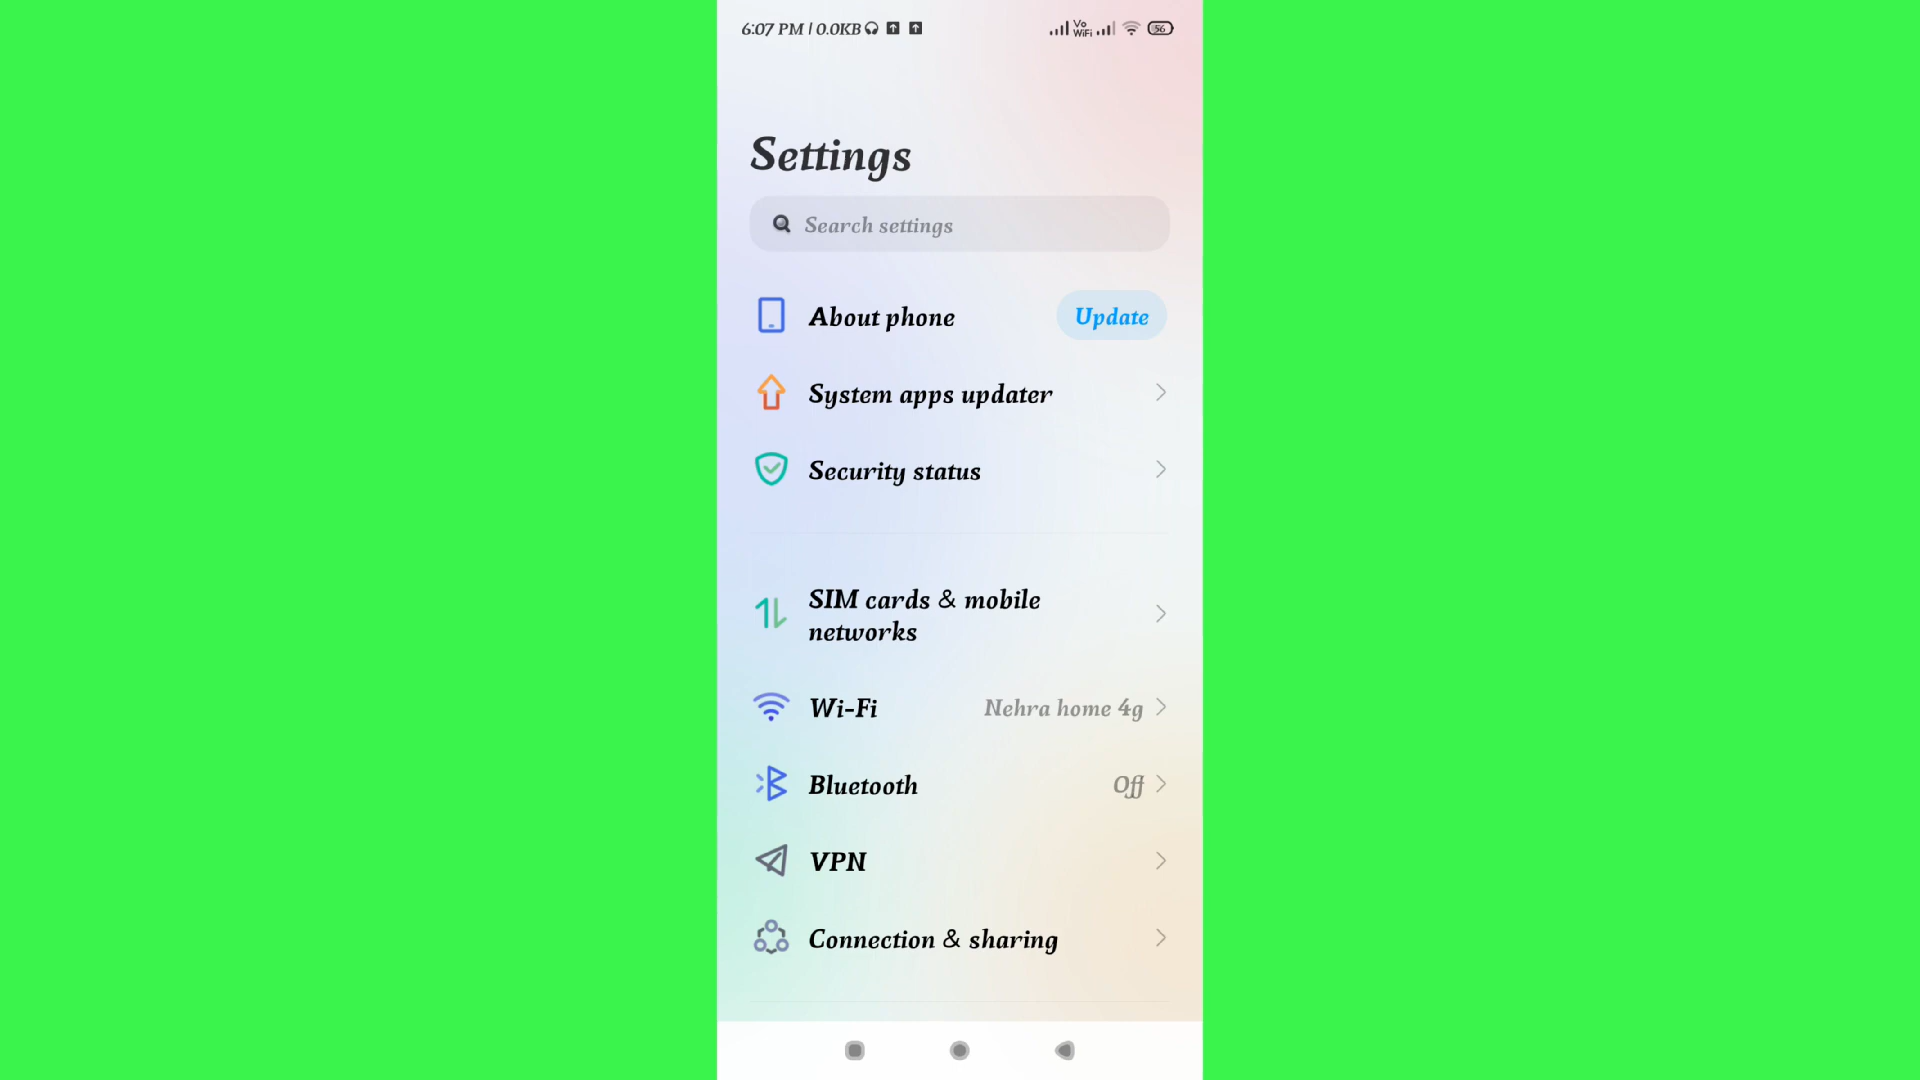 6:07 PM | 0.0KB
Vo
WiFi
56
Settings
Search settings
About phone
Update
System apps updater
Security status
SIM cards & mobile
networks
Wi-Fi
Nehra home 4g
Bluetooth
Off
VPN
Connection & sharing